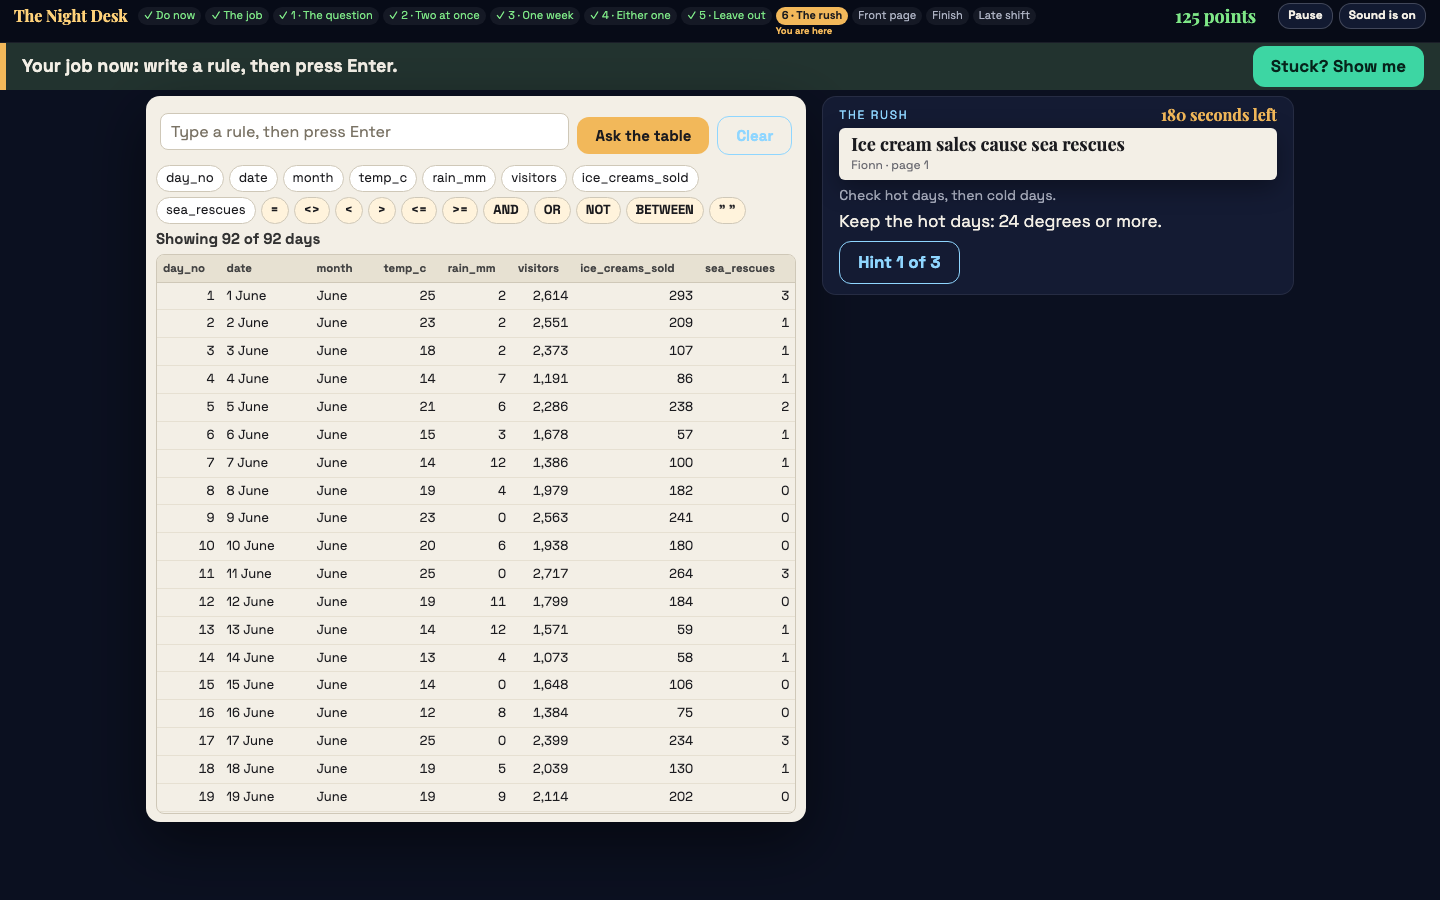 The Night Desk ✓ Do now ✓ The job ✓ 1 · The question ✓ 2 · Two at once ✓ 3 · One week ✓ 4 · Either one ✓ 5 · Leave out 6 · The rush Front page Finish Late shift 125 points Pause Sound is on
You are here
Your job now: write a rule, then press Enter. Stuck? Show me
Type a rule, then press Enter Ask the table Clear
day_no date month temp_c rain_mm visitors ice_creams_sold
sea_rescues = <> < > <= >= AND OR NOT BETWEEN " "
Showing 92 of 92 days
day_no date month temp_c rain_mm visitors ice_creams_sold sea_rescues
1 1 June June 25 2 2,614 293 3
2 2 June June 23 2 2,551 209 1
3 3 June June 18 2 2,373 107 1
4 4 June June 14 7 1,191 86 1
5 5 June June 21 6 2,286 238 2
6 6 June June 15 3 1,678 57 1
7 7 June June 14 12 1,386 100 1
8 8 June June 19 4 1,979 182 0
9 9 June June 23 0 2,563 241 0
10 10 June June 20 6 1,938 180 0
11 11 June June 25 0 2,717 264 3
12 12 June June 19 11 1,799 184 0
13 13 June June 14 12 1,571 59 1
14 14 June June 13 4 1,073 58 1
15 15 June June 14 0 1,648 106 0
16 16 June June 12 8 1,384 75 0
17 17 June June 25 0 2,399 234 3
18 18 June June 19 5 2,039 130 1
19 19 June June 19 9 2,114 202 0
THE RUSH 180 seconds left
Ice cream sales cause sea rescues
Fionn · page 1
Check hot days, then cold days.
Keep the hot days: 24 degrees or more.
Hint 1 of 3